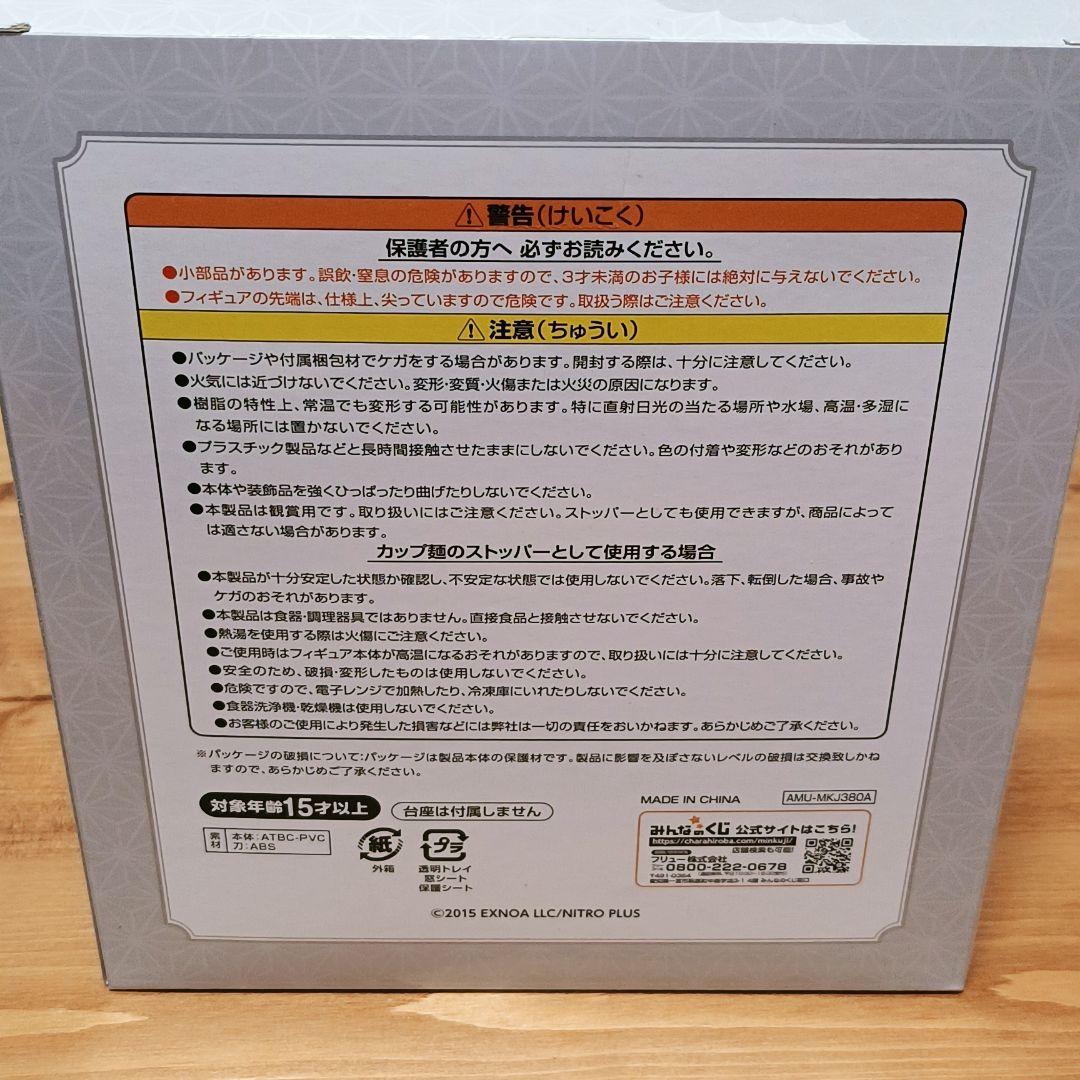 ⚠警告(けいこく)
保護者の方へ 必ずお読みください。
●小部品があります。誤飲・窒息の危険がありますので、3才未満のお子様には絶対に与えないでください。
●フィギュアの先端は、仕様上、尖っていますので危険です。取扱う際はご注意ください。
⚠注意(ちゅうい)
●パッケージや付属梱包材でケガをする場合があります。開封する際は、十分に注意してください。
●火気には近づけないでください。変形・変質・火傷または火災の原因になります。
●樹脂の特性上、常温でも変形する可能性があります。特に直射日光の当たる場所や水場、高温・多湿に
なる場所には置かないでください。
●プラスチック製品などと長時間接触させたままにしないでください。色の付着や変形などのおそれがあり
ます。
●本体や装飾品を強くひっぱったり曲げたりしないでください。
●本製品は観賞用です。取り扱いにはご注意ください。ストッパーとしても使用できますが、商品によって
は適さない場合があります。
カップ麺のストッパーとして使用する場合
●本製品が十分安定した状態か確認し、不安定な状態では使用しないでください。落下、転倒した場合、事故や
ケガのおそれがあります。
●本製品は食器・調理器具ではありません。直接食品と接触させないでください。
●熱湯を使用する際は火傷にご注意ください。
●ご使用時はフィギュア本体が高温になるおそれがありますので、取り扱いには十分に注意してください。
●安全のため、破損・変形したものは使用しないでください。
●危険ですので、電子レンジで加熱したり、冷凍庫にいれたりしないでください。
●食器洗浄機・乾燥機は使用しないでください。
●お客様のご使用により発生した損害などには弊社は一切の責任をおいかねます。あらかじめご了承ください。
※パッケージの破損について:パッケージは製品本体の保護材です。製品に影響を及ぼさないレベルの破損は交換致しかね
ますので、あらかじめご了承ください。
対象年齢15才以上
台座は付属しません
MADE IN CHINA
AMU-MKJ380A
素材
本体:ATBC-PVC
刀:ABS
紙
外箱
プラ
透明トレイ
窓シート
保護シート
みんなのくじ 公式サイトはこちら!
https://charahiroba.com/minkuji/
店舗検索も可能!
フリュー株式会社
0800-222-0678
©2015 EXNOA LLC/NITRO PLUS